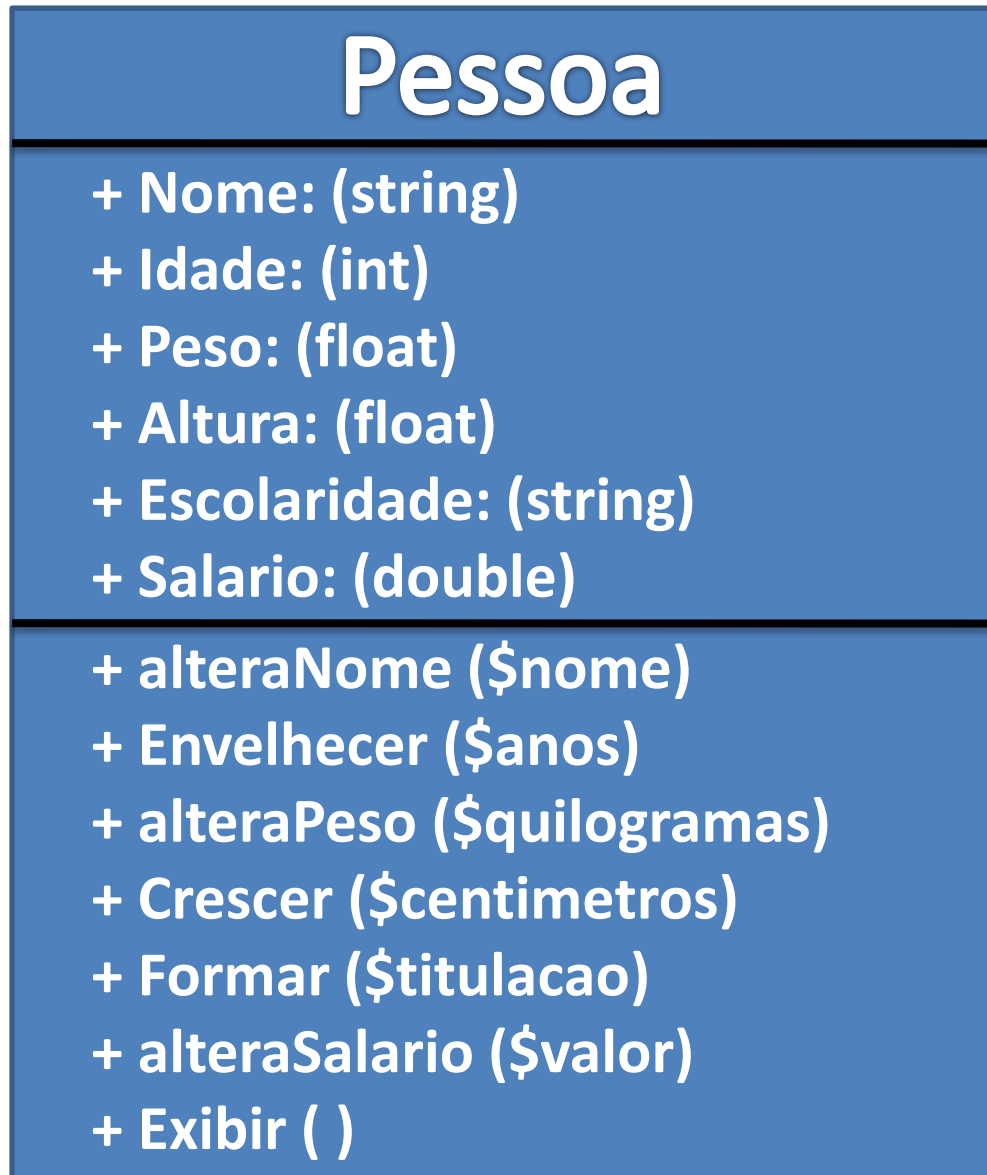 Pessoa
+ Nome: (string)
+ Idade: (int)
+ Peso: (float)
+ Altura: (float)
+ Escolaridade: (string)
+ Salario: (double)
+ alteraNome ($nome)
+ Envelhecer ($anos)
+ alteraPeso ($quilogramas)
+ Crescer ($centimetros)
+ Formar ($titulacao)
+ alteraSalario ($valor)
+ Exibir ( )